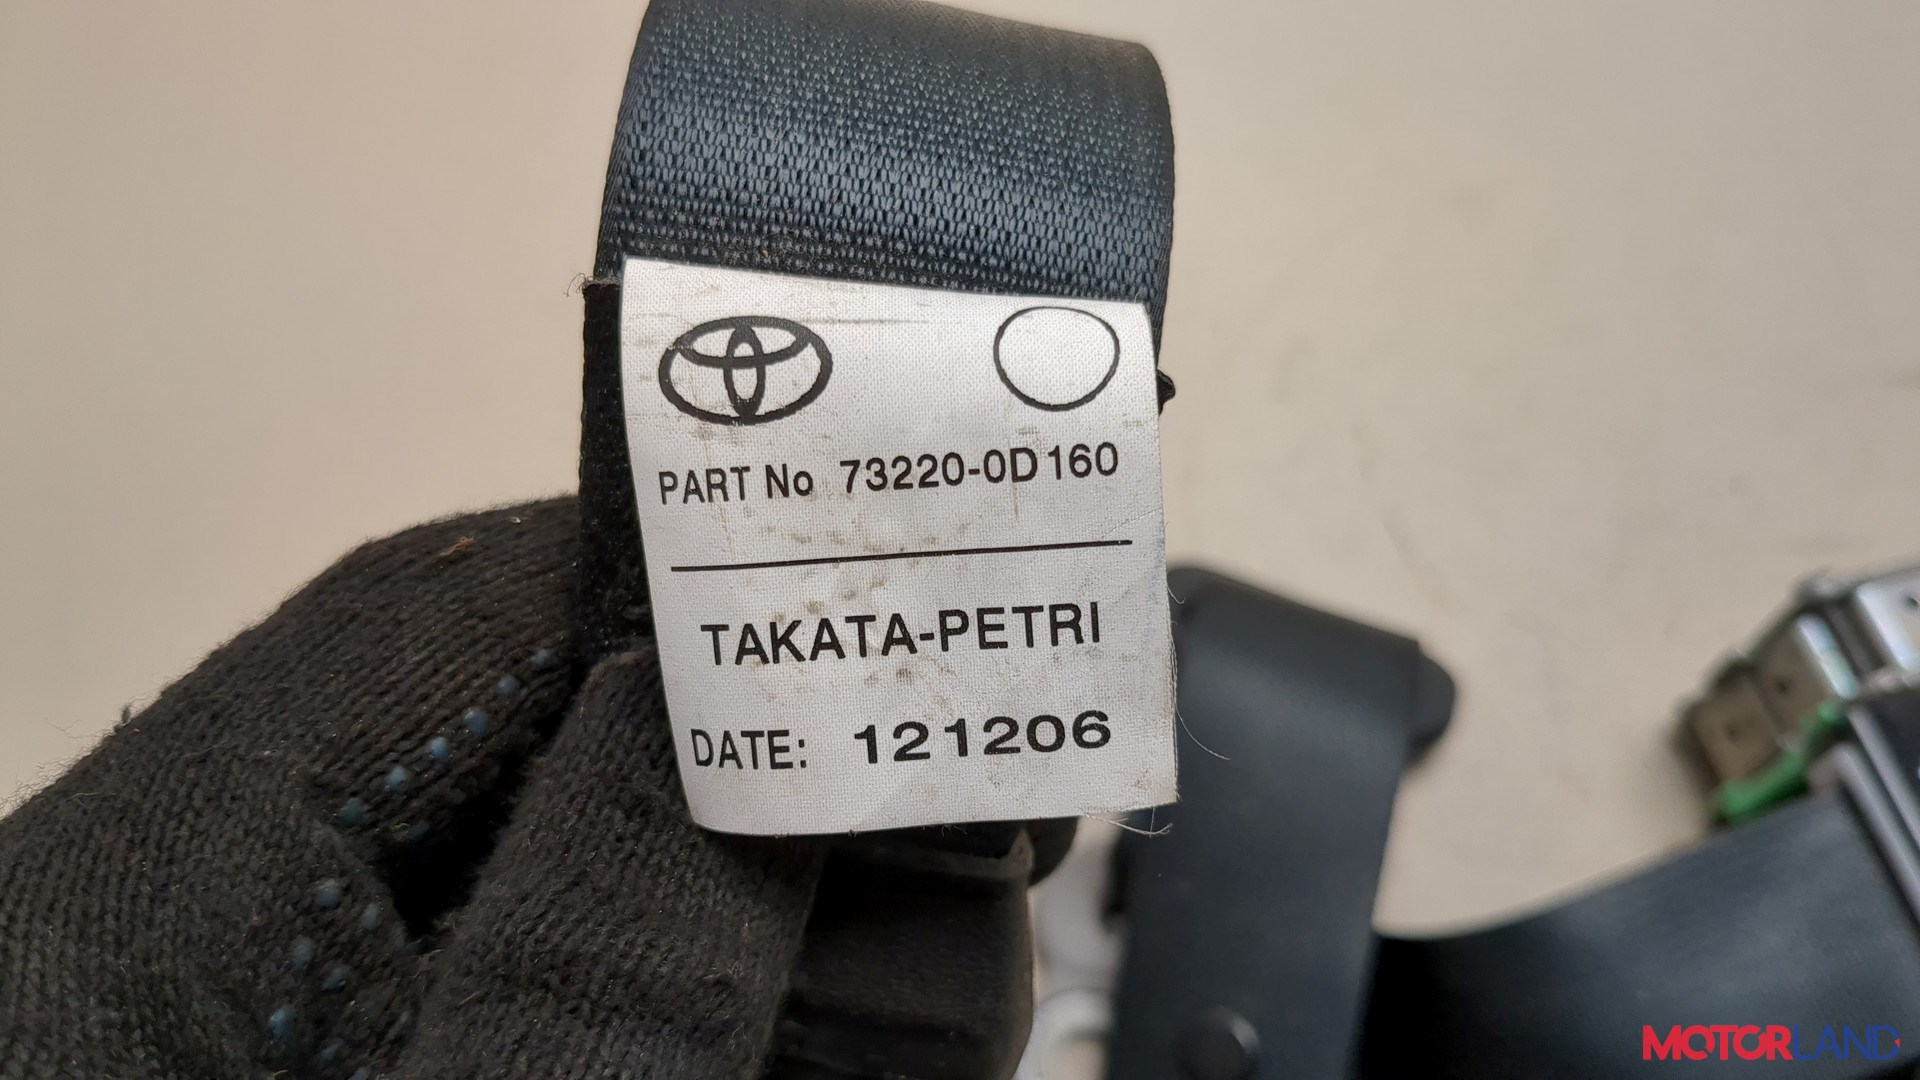 PART No 73220-0D160
TAKATA-PETRI
DATE: 121206
MOTORLAND